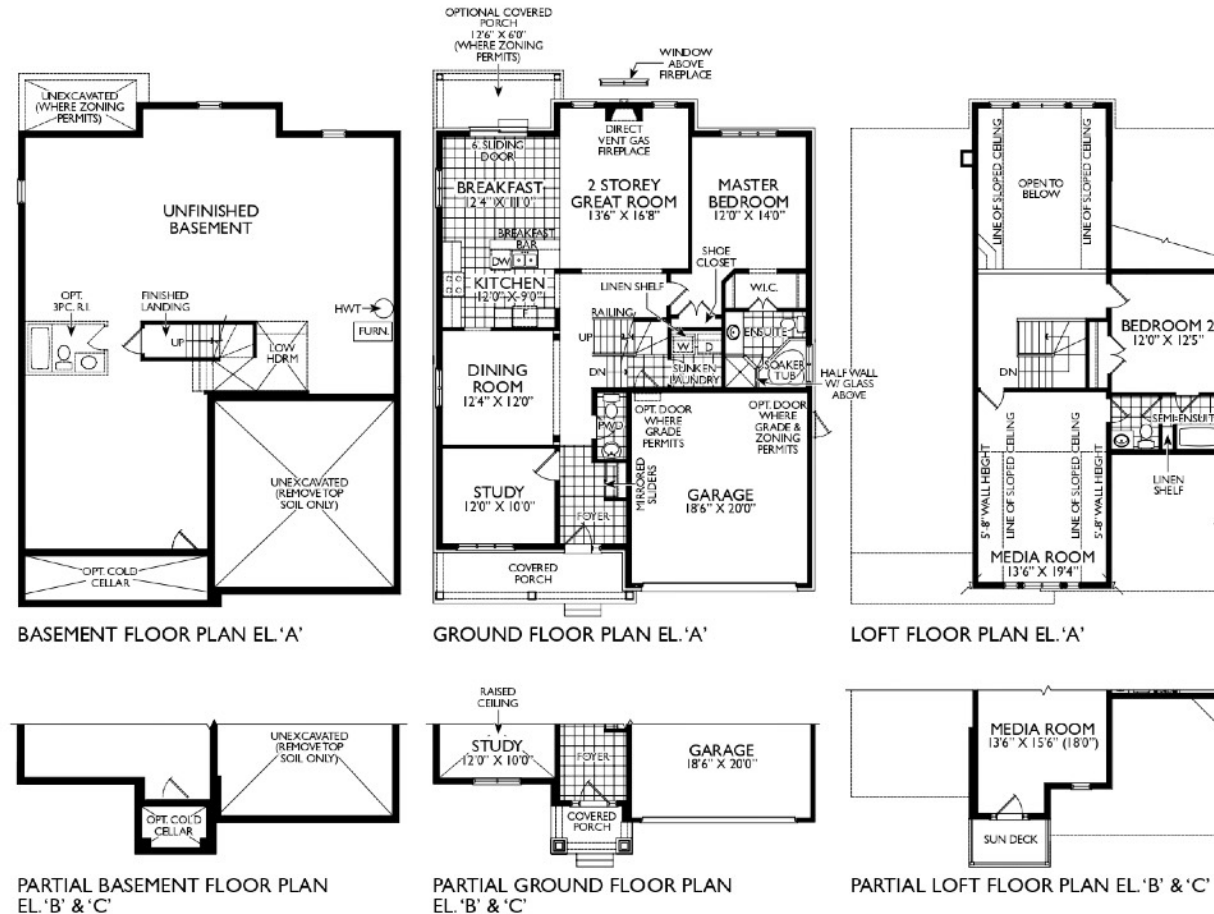 OPTIONAL COVERED
PORCH
12'6" X 6'0"
(WHERE ZONING
PERMITS)
WINDOW
ABOVE
FIREPLACE
UNEXCAVATED
(WHERE ZONING
PERMITS)
UNFINISHED
BASEMENT
OPT.
3PC. R.I.
FINISHED
LANDING
UP
LOW
HDRM
HWT
FURN.
UNEXCAVATED
(REMOVE TOP
SOIL ONLY)
OPT. COLD
CELLAR
BASEMENT FLOOR PLAN EL. 'A'
6' SLIDING
DOOR
DIRECT
VENT GAS
FIREPLACE
BREAKFAST
12'4" X 11'0"
2 STOREY
GREAT ROOM
13'6" X 16'8"
MASTER
BEDROOM
12'0" X 14'0"
BREAKFAST
BAR
DW
SHOE
CLOSET
KITCHEN
12'0" X 9'0"
F
LINEN SHELF
W.I.C.
RAILING
UP
W
D
ENSUITE
DN
SUNKEN
LAUNDRY
SOAKER
TUB
HALF WALL
W/ GLASS
ABOVE
DINING
ROOM
12'4" X 12'0"
PWD
OPT. DOOR
WHERE
GRADE
PERMITS
OPT. DOOR
WHERE
GRADE &
ZONING
PERMITS
STUDY
12'0" X 10'0"
MIRRORED
SLIDERS
FOYER
GARAGE
18'6" X 20'0"
COVERED
PORCH
GROUND FLOOR PLAN EL. 'A'
LINE OF SLOPED CEILING
OPEN TO
BELOW
LINE OF SLOPED CEILING
BEDROOM 2
12'0" X 12'5"
DN
SEMI-ENSUIT
LINEN
SHELF
5'-8" WALL HEIGHT
LINE OF SLOPED CEILING
LINE OF SLOPED CEILING
5'-8" WALL HEIGHT
MEDIA ROOM
13'6" X 19'4"
LOFT FLOOR PLAN EL. 'A'
UNEXCAVATED
(REMOVE TOP
SOIL ONLY)
OPT. COLD
CELLAR
PARTIAL BASEMENT FLOOR PLAN
EL. 'B' & 'C'
RAISED
CEILING
STUDY
12'0" X 10'0"
FOYER
GARAGE
18'6" X 20'0"
COVERED
PORCH
PARTIAL GROUND FLOOR PLAN
EL. 'B' & 'C'
MEDIA ROOM
13'6" X 15'6" (18'0")
SUN DECK
PARTIAL LOFT FLOOR PLAN EL. 'B' & 'C'